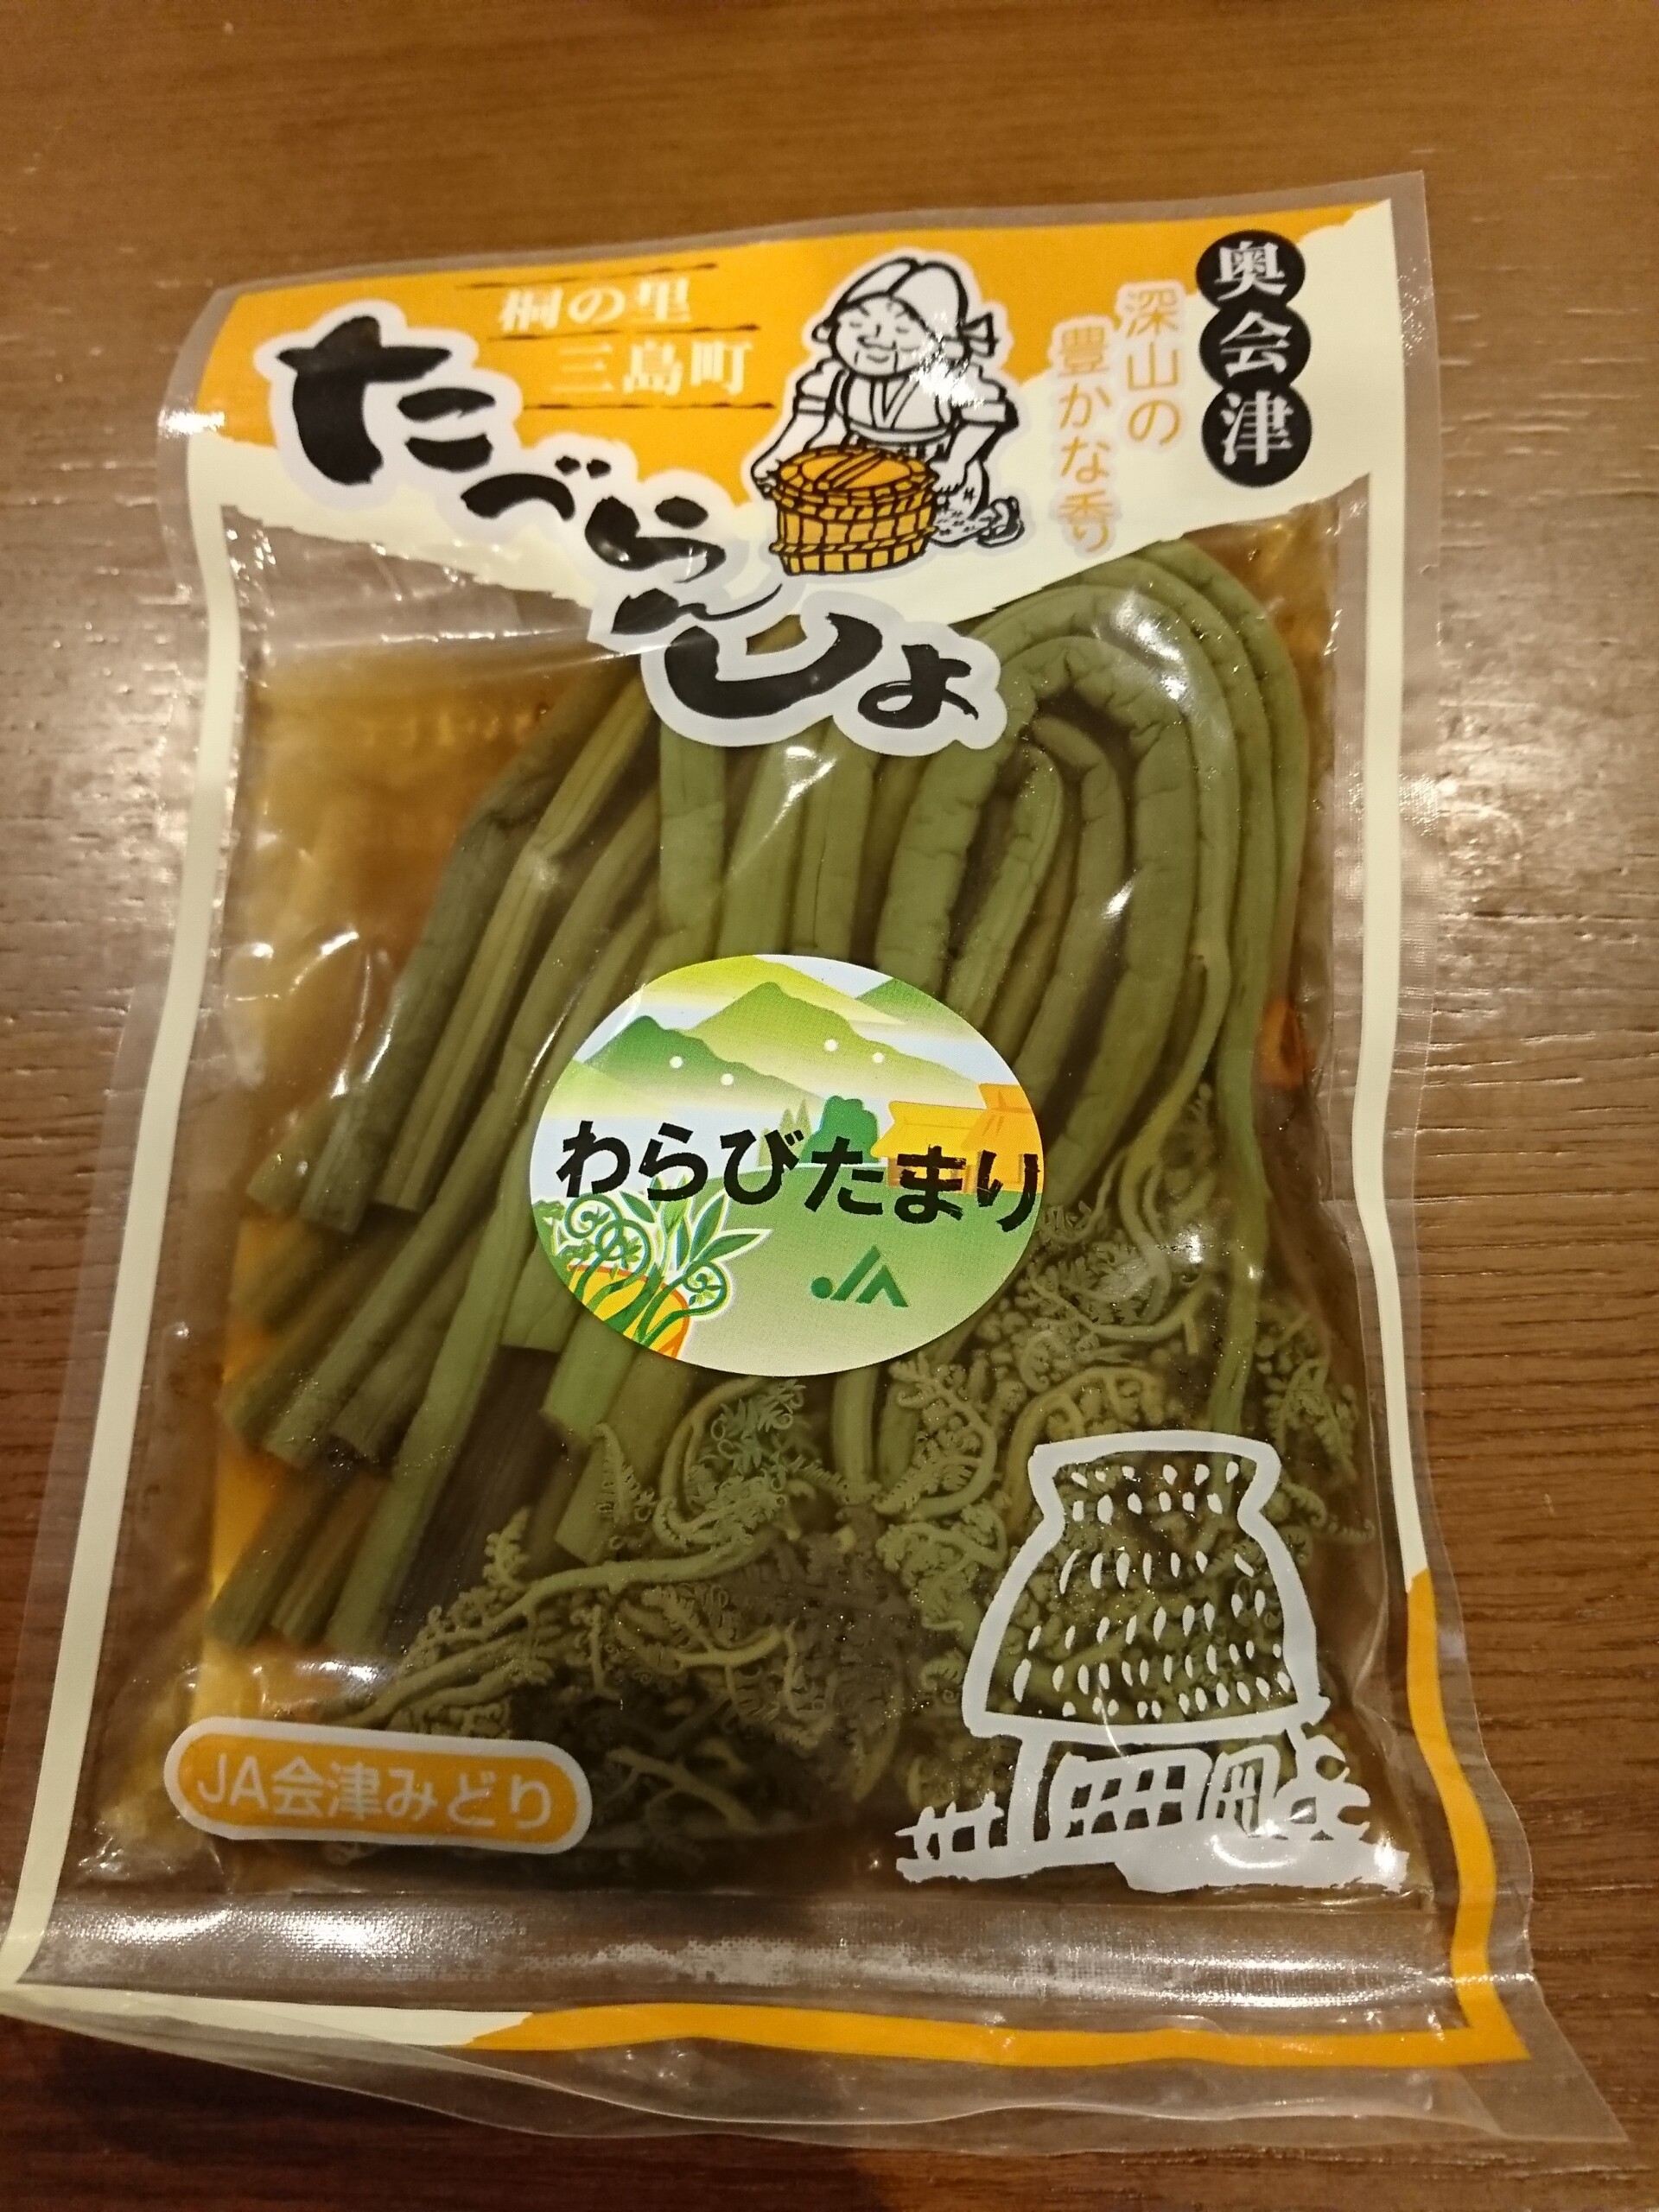 奥会津
深山の
豊かな香り
桐の里
三島町
たづらんしょ
わらびたまり
JA
JA会津みどり